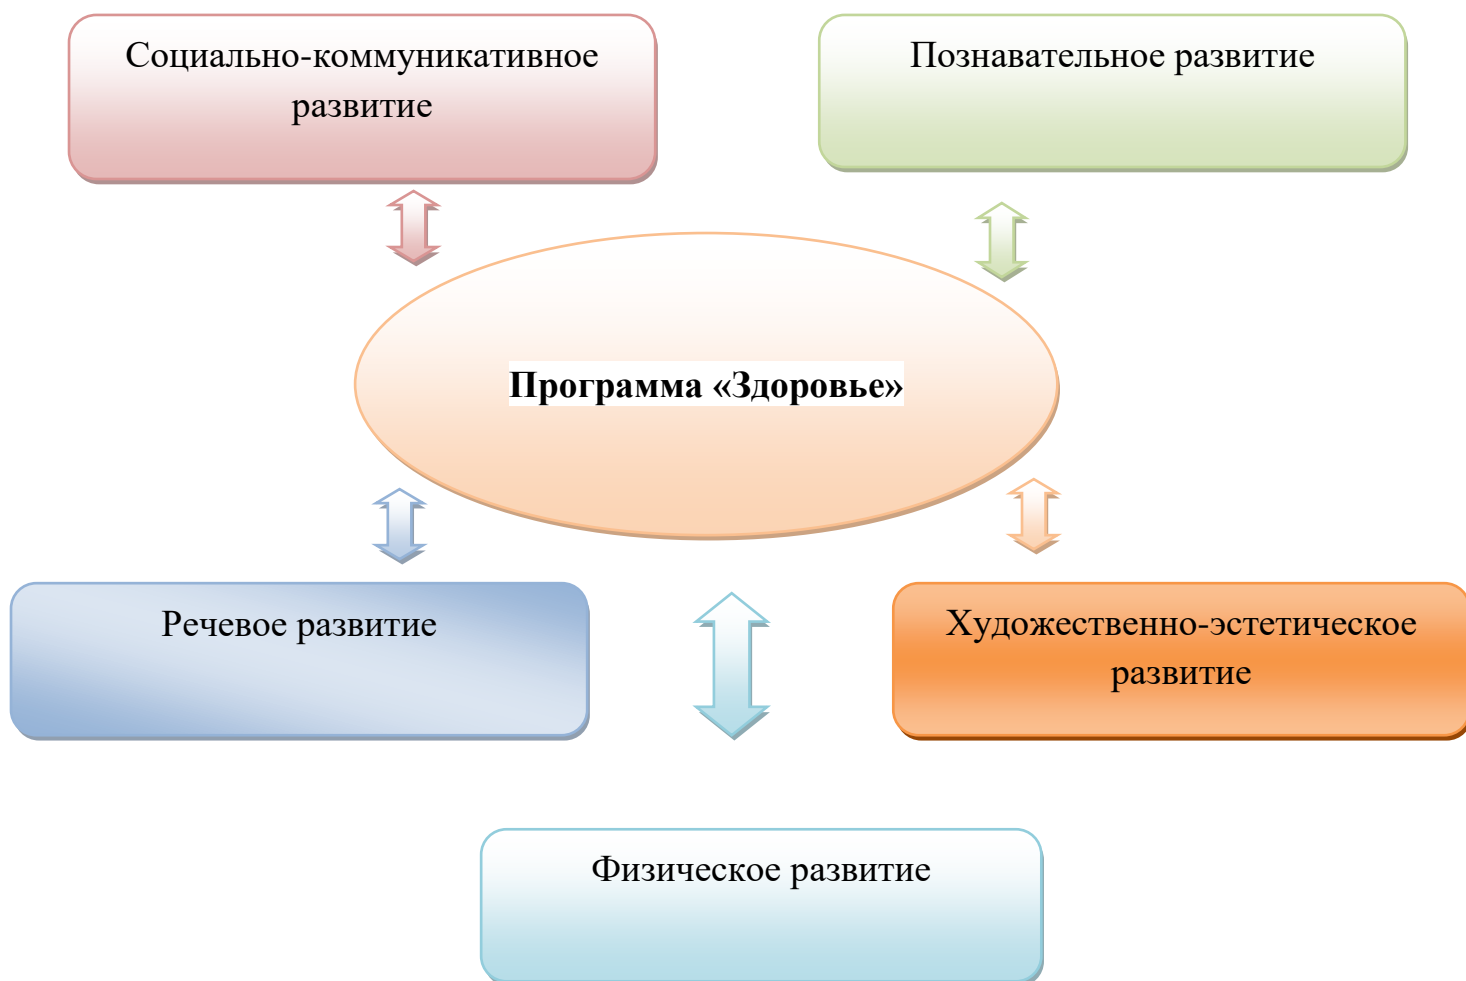 Социально-коммуникативное
развитие
Познавательное развитие
Программа «Здоровье»
Речевое развитие
Художественно-эстетическое
развитие
Физическое развитие